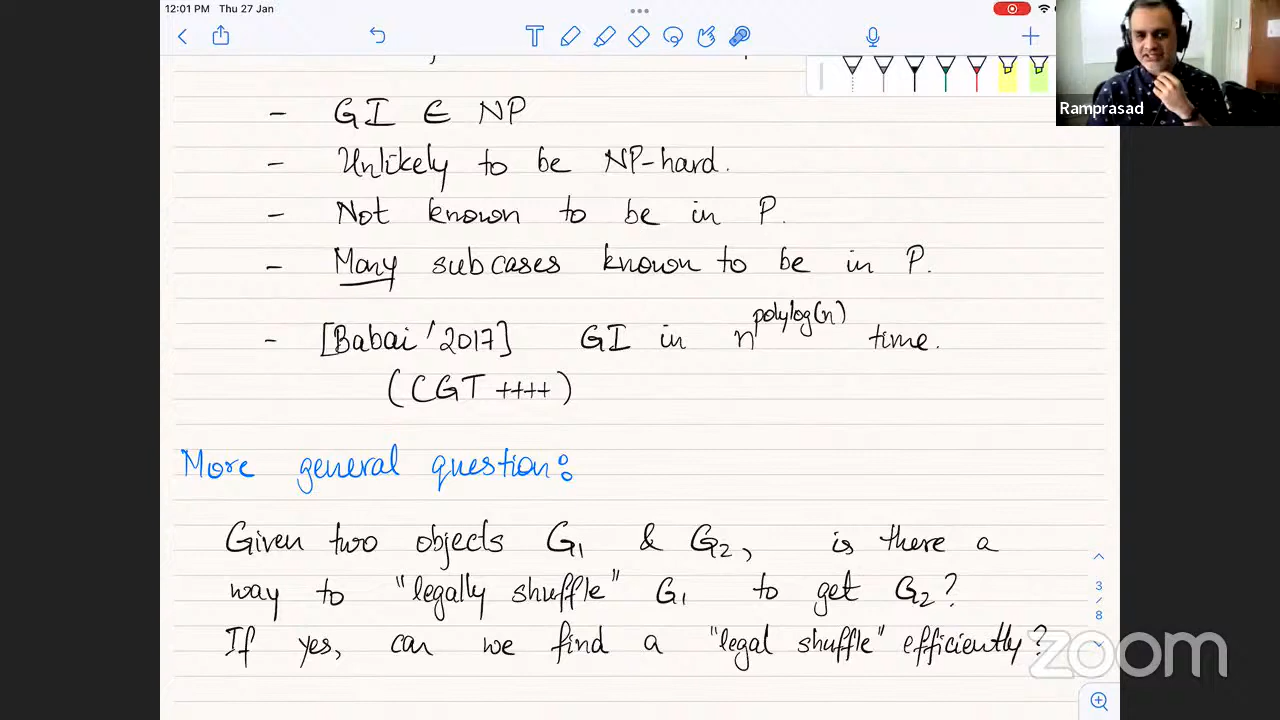 12:01 PM Thu 27 Jan
Ramprasad
- GI ∈ NP
- Unlikely to be NP-hard.
- Not known to be in P.
- Many subcases known to be in P.
- [Babai '2017] GI in n^polylog(n) time.
(CGT ++++)
More general question:
Given two objects G₁ & G₂, is there a
way to "legally shuffle" G₁ to get G₂?
If yes, can we find a "legal shuffle" efficiently?
3 / 8
zoom